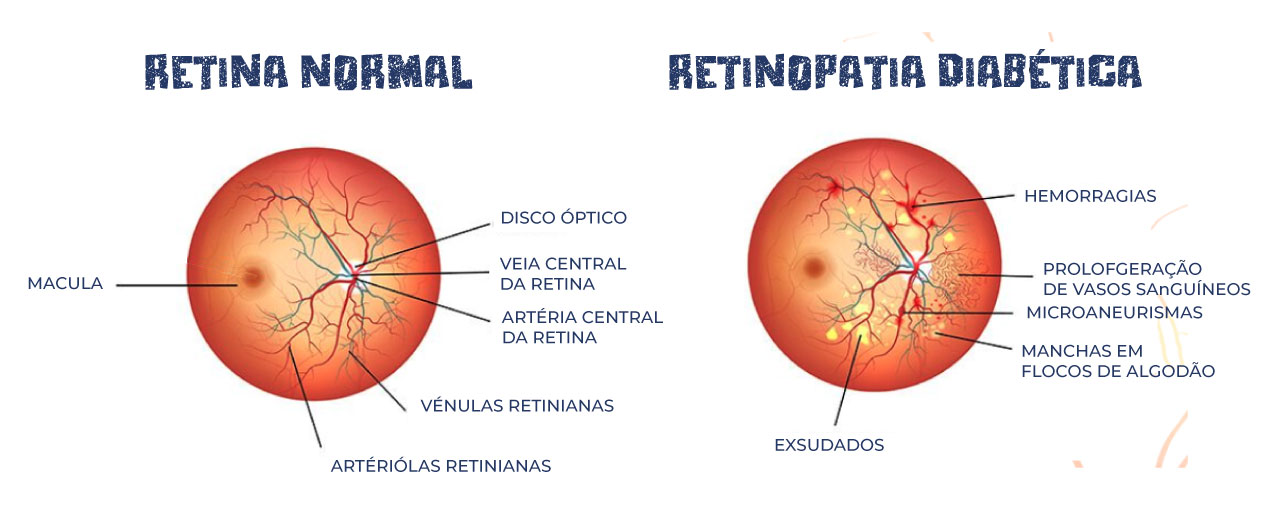 RETINA NORMAL
RETINOPATIA DIABÉTICA
DISCO ÓPTICO
VEIA CENTRAL
DA RETINA
MACULA
ARTÉRIA CENTRAL
DA RETINA
VÉNULAS RETINIANAS
ARTÉRIÓLAS RETINIANAS
HEMORRAGIAS
PROLOFGERAÇÃO
DE VASOS SAnGUÍNEOS
MICROANEURISMAS
MANCHAS EM
FLOCOS DE ALGODÃO
EXSUDADOS